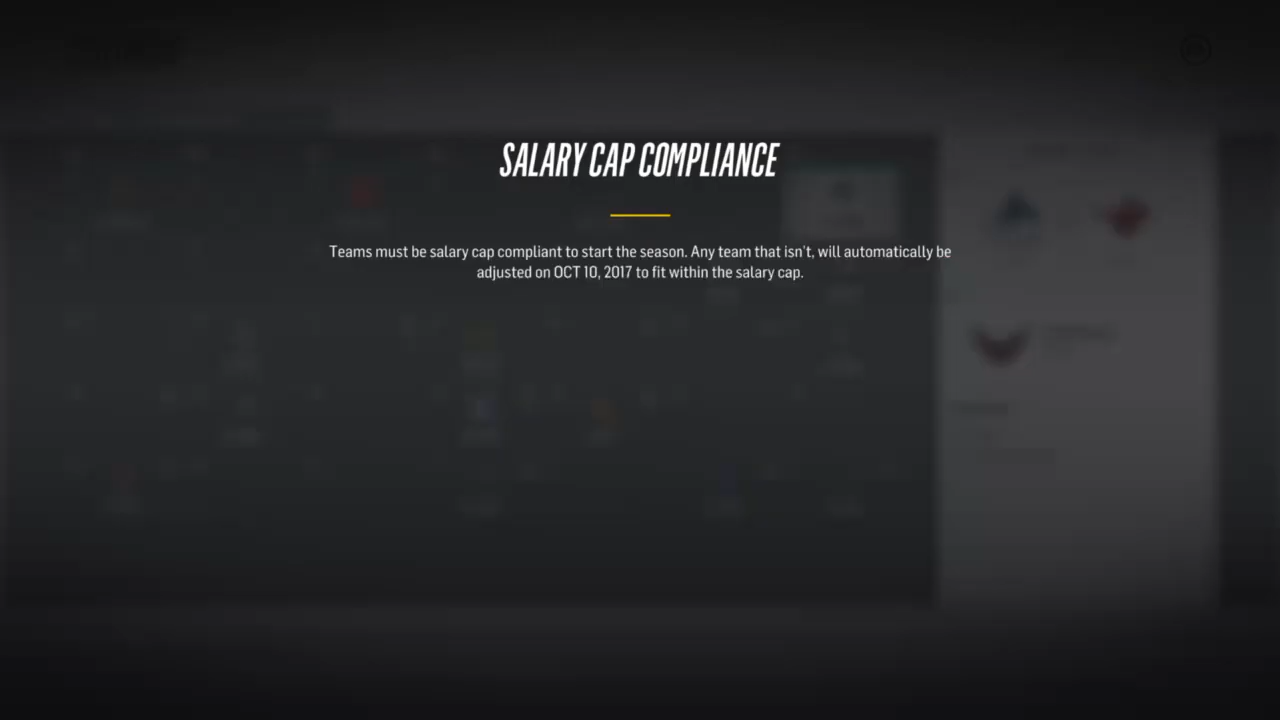 SALARY CAP COMPLIANCE
Teams must be salary cap compliant to start the season. Any team that isn't, will automatically be
adjusted on OCT 10, 2017 to fit within the salary cap.